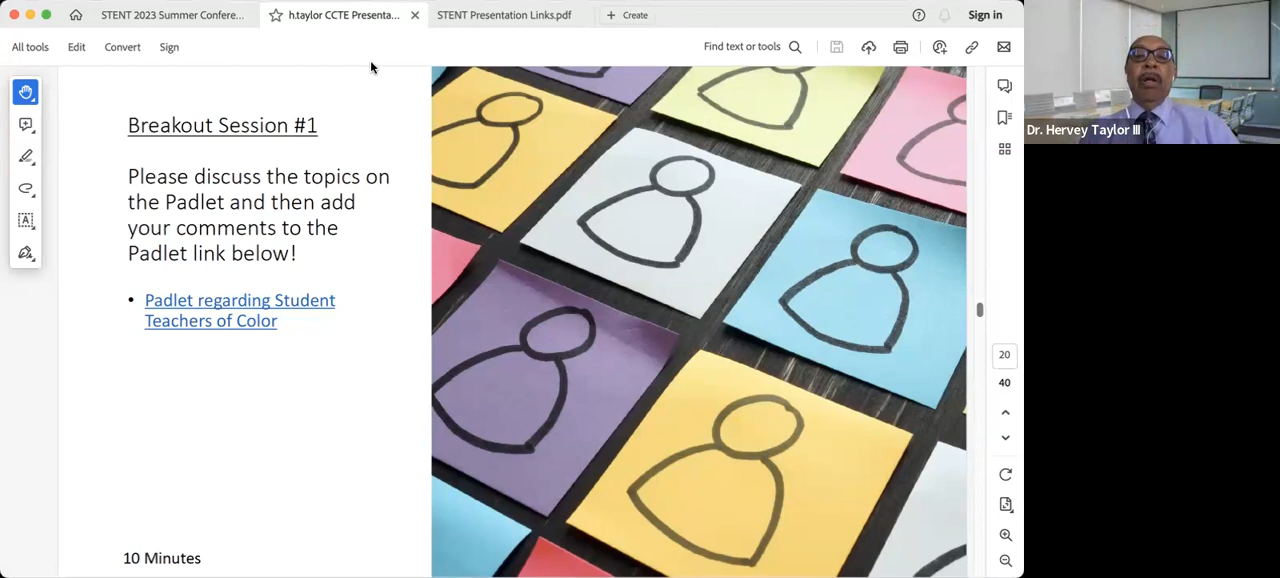 STENT 2023 Summer Confere...
h.taylor CCTE Presenta...
STENT Presentation Links.pdf
+ Create
Sign in
All tools
Edit
Convert
Sign
Find text or tools
Dr. Hervey Taylor III
Breakout Session #1
Please discuss the topics on
the Padlet and then add
your comments to the
Padlet link below!
• Padlet regarding Student
Teachers of Color
10 Minutes
20
40